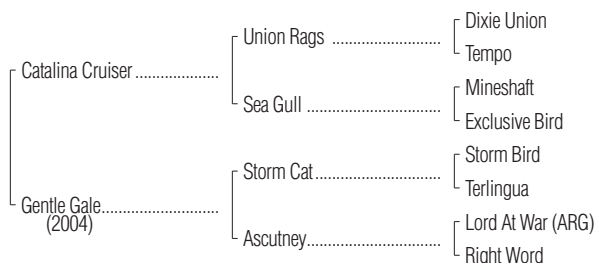 Dixie Union
Union Rags ................................
Tempo
Catalina Cruiser.........................
Mineshaft
Sea Gull ........................................
Exclusive Bird
Storm Bird
Storm Cat.....................................
Terlingua
Gentle Gale...................................
(2004)
Lord At War (ARG)
Ascutney........................................
Right Word